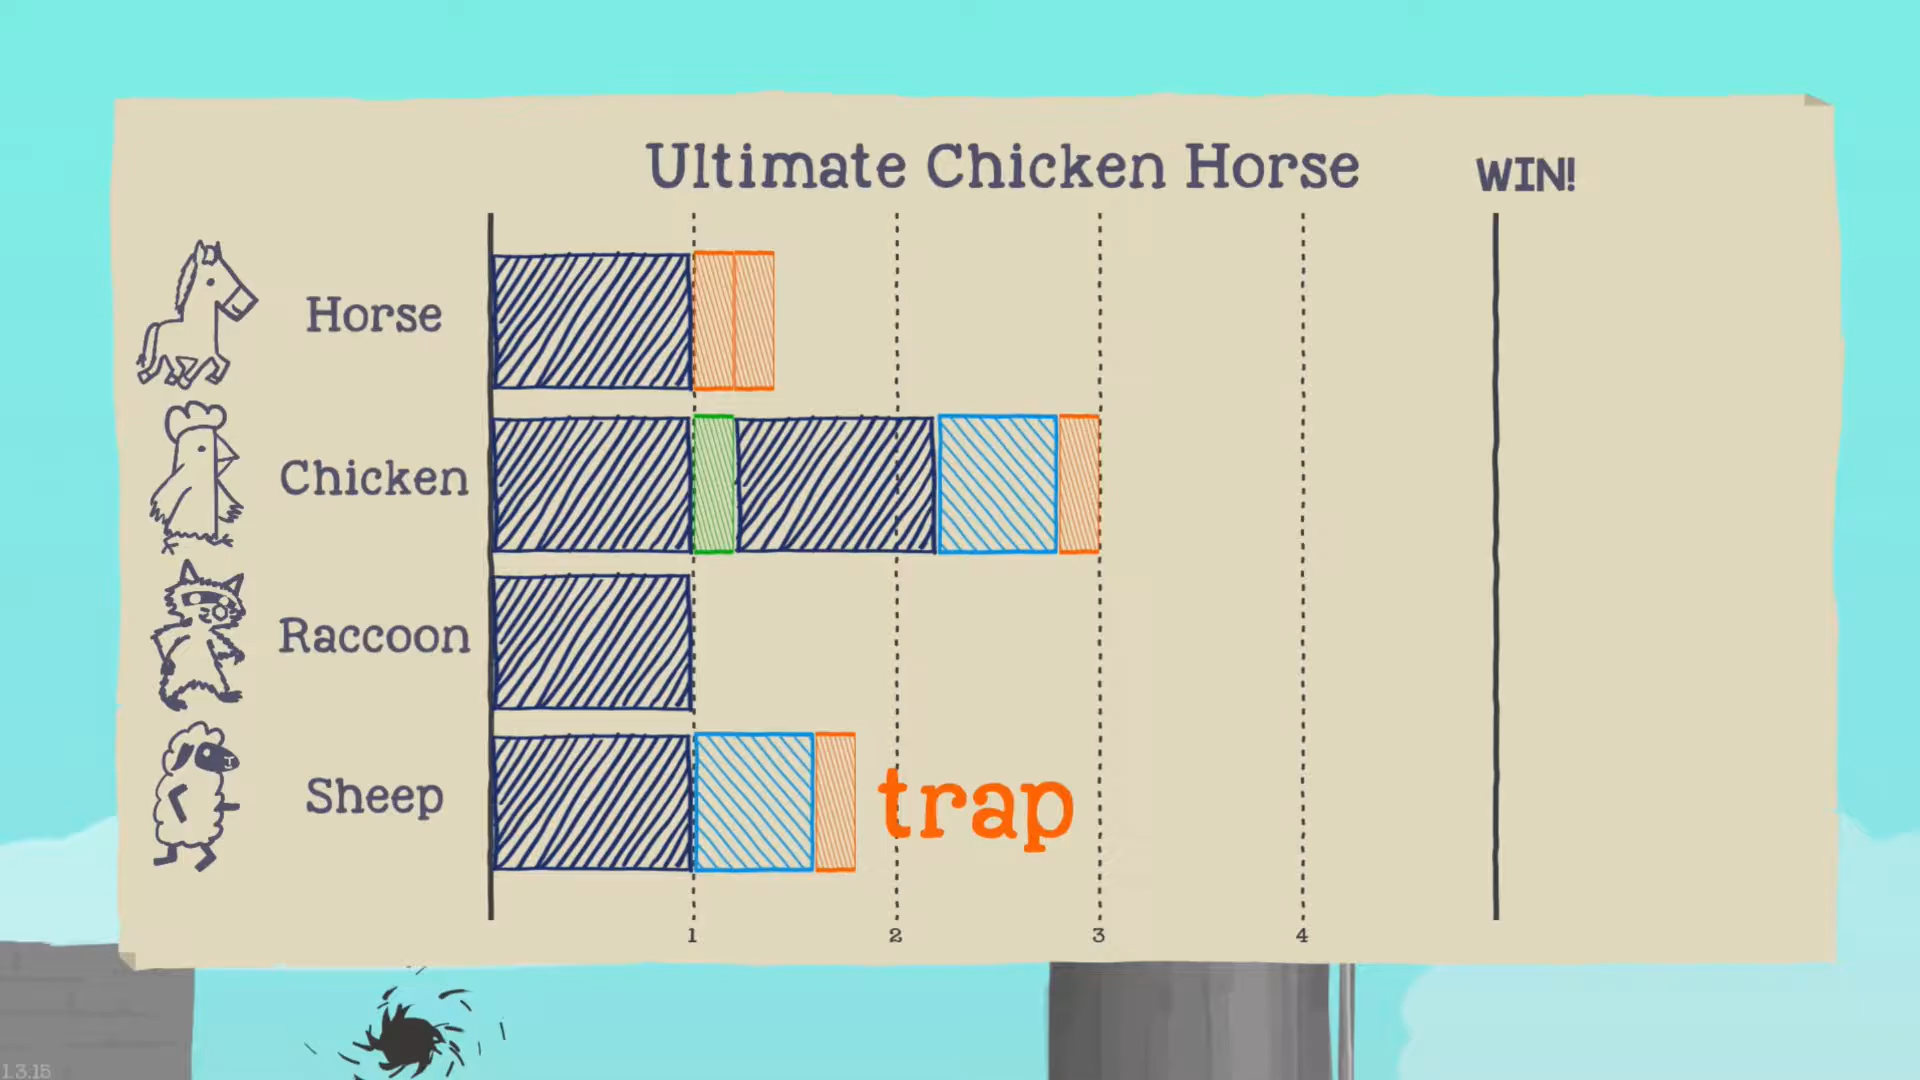 Ultimate Chicken Horse
WIN!
Horse
Chicken
Raccoon
Sheep
trap
1 2 3 4
1.3.15